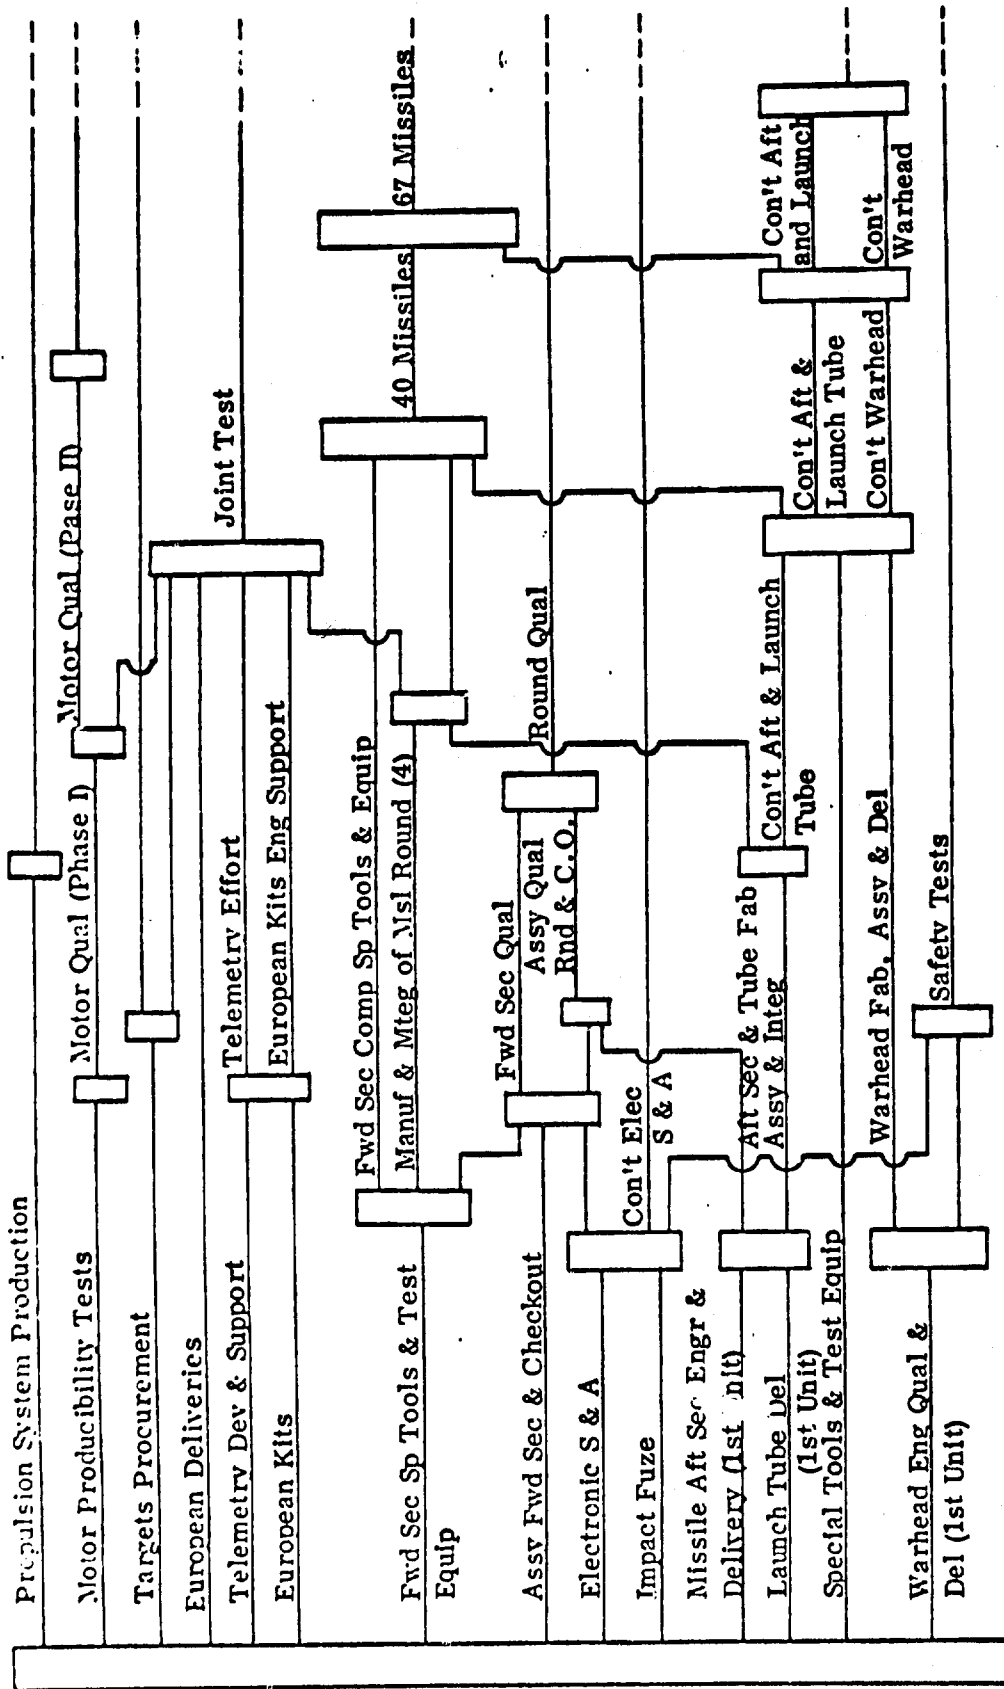 Propulsion System Production
Motor Producibility Tests
Motor Qual (Phase I)
Motor Qual (Pase II)
Targets Procurement
European Deliveries
Joint Test
Telemetry Dev & Support
Telemetry Effort
European Kits
European Kits Eng Support
Fwd Sec Comp Sp Tools & Equip
Fwd Sec Sp Tools & Test
Equip
Manuf & Mteg of Msl Round (4)
40 Missiles
67 Missiles
Assy Fwd Sec & Checkout
Fwd Sec Qual
Assy Qual
Rnd & C.O.
Round Qual
Electronic S & A
Con't Elec
S & A
Impact Fuze
Missile Aft Sec Engr &
Delivery (1st Unit)
Aft Sec & Tube Fab
Assy & Integ
Con't Aft & Launch
Tube
Con't Aft &
Launch Tube
Con't Aft
and Launch
Launch Tube Del
(1st Unit)
Special Tools & Test Equip
Warhead Fab, Assy & Del
Con't Warhead
Con't
Warhead
Warhead Eng Qual &
Del (1st Unit)
Safety Tests